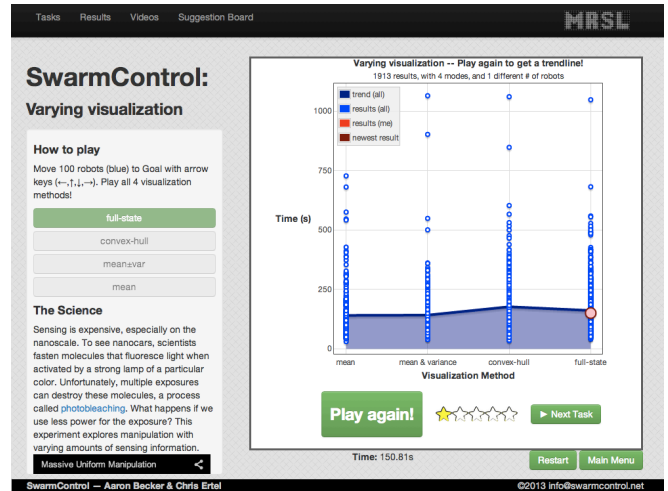 Tasks Results Videos Suggestion Board
MRSL
SwarmControl:
Varying visualization
How to play
Move 100 robots (blue) to Goal with arrow
keys (←,↑,↓,→). Play all 4 visualization
methods!
full-state
convex-hull
mean±var
mean
The Science
Sensing is expensive, especially on the
nanoscale. To see nanocars, scientists
fasten molecules that fluoresce light when
activated by a strong lamp of a particular
color. Unfortunately, multiple exposures
can destroy these molecules, a process
called photobleaching. What happens if we
use less power for the exposure? This
experiment explores manipulation with
varying amounts of sensing information.
Massive Uniform Manipulation
Varying visualization -- Play again to get a trendline!
1913 results, with 4 modes, and 1 different # of robots
trend (all)
results (all)
results (me)
newest result
1000
750
Time (s)
500
250
0
mean mean & variance convex-hull full-state
Visualization Method
Play again!
► Next Task
Time: 150.81s
Restart Main Menu
SwarmControl — Aaron Becker & Chris Ertel ©2013 info@swarmcontrol.net